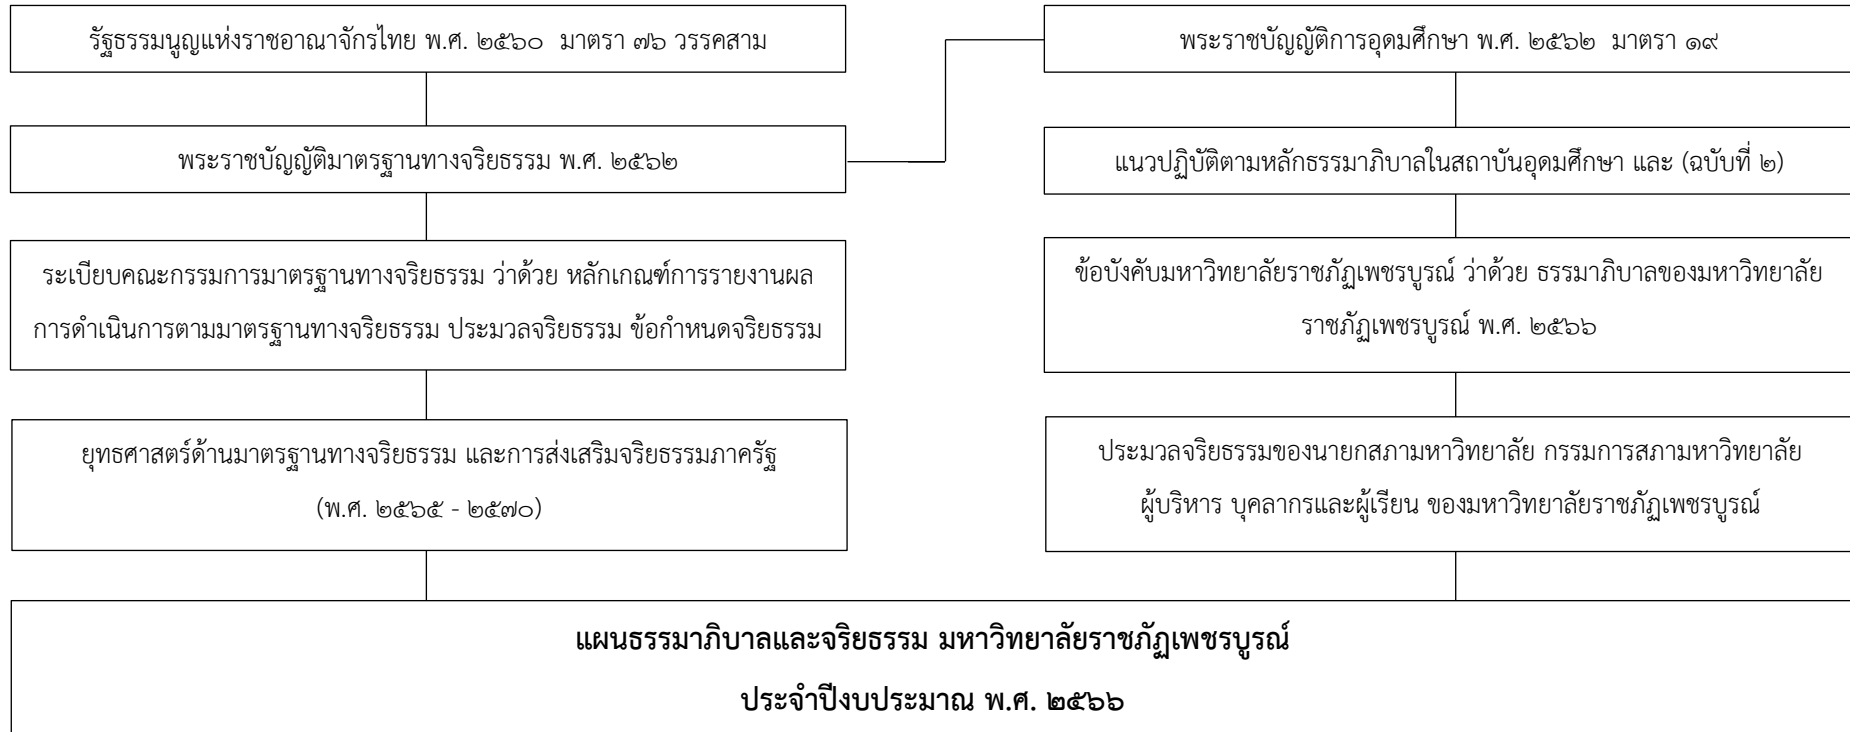 รัฐธรรมนูญแห่งราชอาณาจักรไทย พ.ศ. ๒๕๖๐ มาตรา ๗๖ วรรคสาม
พระราชบัญญัติมาตรฐานทางจริยธรรม พ.ศ. ๒๕๖๒
ระเบียบคณะกรรมการมาตรฐานทางจริยธรรม ว่าด้วย หลักเกณฑ์การรายงานผล
การดำเนินการตามมาตรฐานทางจริยธรรม ประมวลจริยธรรม ข้อกำหนดจริยธรรม
ยุทธศาสตร์ด้านมาตรฐานทางจริยธรรม และการส่งเสริมจริยธรรมภาครัฐ
(พ.ศ. ๒๕๖๕ - ๒๕๗๐)
พระราชบัญญัติการอุดมศึกษา พ.ศ. ๒๕๖๒ มาตรา ๑๙
แนวปฏิบัติตามหลักธรรมาภิบาลในสถาบันอุดมศึกษา และ (ฉบับที่ ๒)
ข้อบังคับมหาวิทยาลัยราชภัฏเพชรบูรณ์ ว่าด้วย ธรรมาภิบาลของมหาวิทยาลัย
ราชภัฏเพชรบูรณ์ พ.ศ. ๒๕๖๖
ประมวลจริยธรรมของนายกสภามหาวิทยาลัย กรรมการสภามหาวิทยาลัย
ผู้บริหาร บุคลากรและผู้เรียน ของมหาวิทยาลัยราชภัฏเพชรบูรณ์
แผนธรรมาภิบาลและจริยธรรม มหาวิทยาลัยราชภัฏเพชรบูรณ์
ประจำปีงบประมาณ พ.ศ. ๒๕๖๖